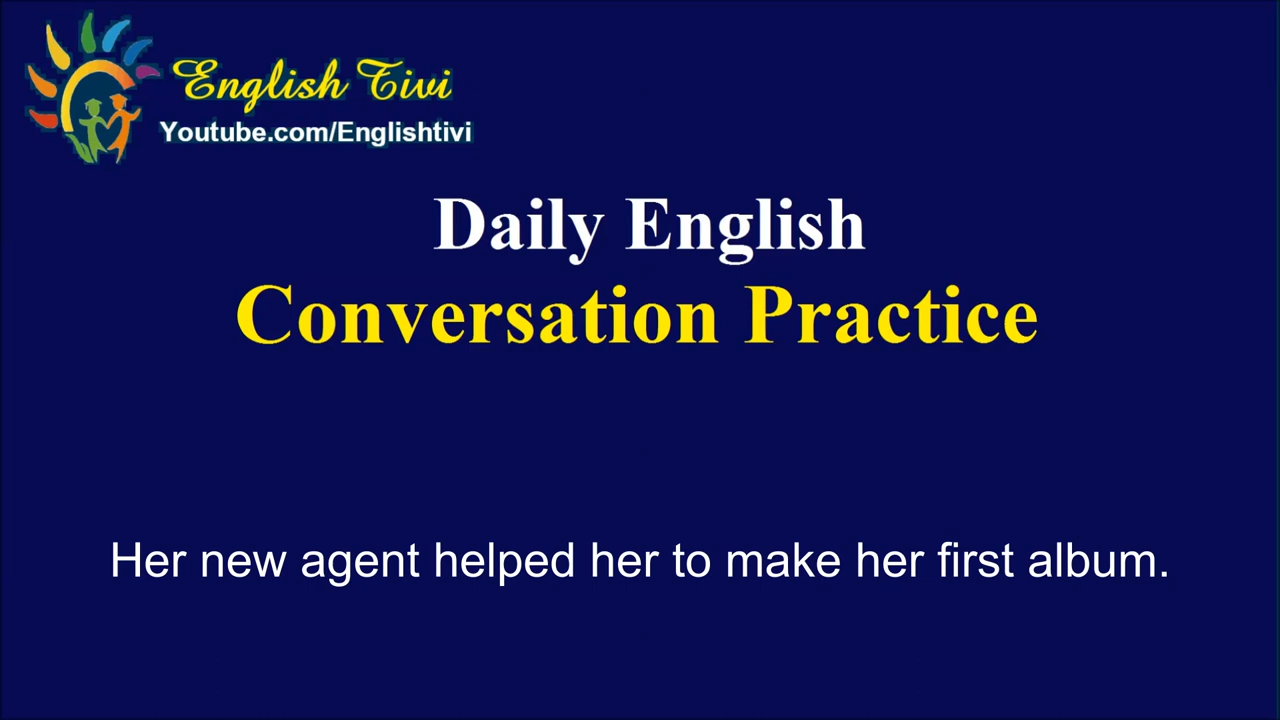 English Tivi
Youtube.com/Englishtivi
Daily English
Conversation Practice
Her new agent helped her to make her first album.